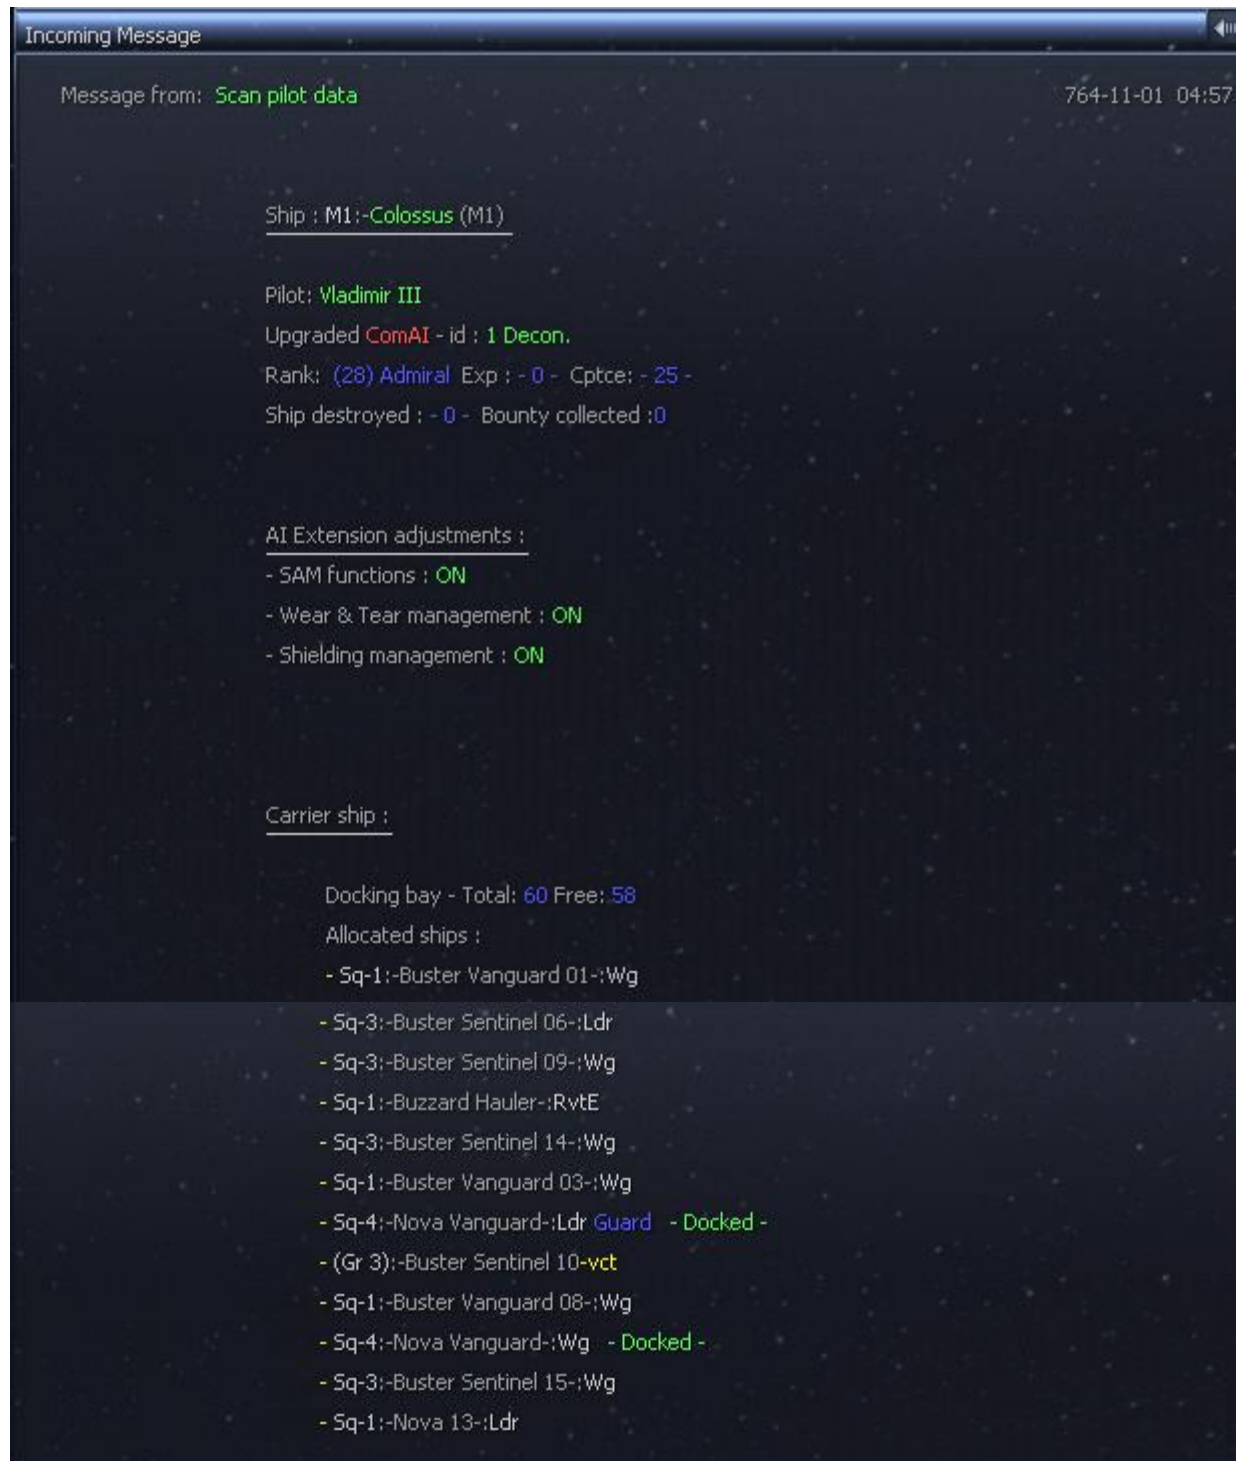 Incoming Message
Message from: Scan pilot data 764-11-01 04:57
Ship : M1:-Colossus (M1)
Pilot: Vladimir III
Upgraded ComAI - id : 1 Decon.
Rank: (28) Admiral Exp : - 0 - Cptce: - 25 -
Ship destroyed : - 0 - Bounty collected :0
AI Extension adjustments :
- SAM functions : ON
- Wear & Tear management : ON
- Shielding management : ON
Carrier ship :
Docking bay - Total: 60 Free: 58
Allocated ships :
- Sq-1:-Buster Vanguard 01-:Wg
- Sq-3:-Buster Sentinel 06-:Ldr
- Sq-3:-Buster Sentinel 09-:Wg
- Sq-1:-Buzzard Hauler-:RvtE
- Sq-3:-Buster Sentinel 14-:Wg
- Sq-1:-Buster Vanguard 03-:Wg
- Sq-4:-Nova Vanguard-:Ldr Guard - Docked -
- (Gr 3):-Buster Sentinel 10-vct
- Sq-1:-Buster Vanguard 08-:Wg
- Sq-4:-Nova Vanguard-:Wg - Docked -
- Sq-3:-Buster Sentinel 15-:Wg
- Sq-1:-Nova 13-:Ldr